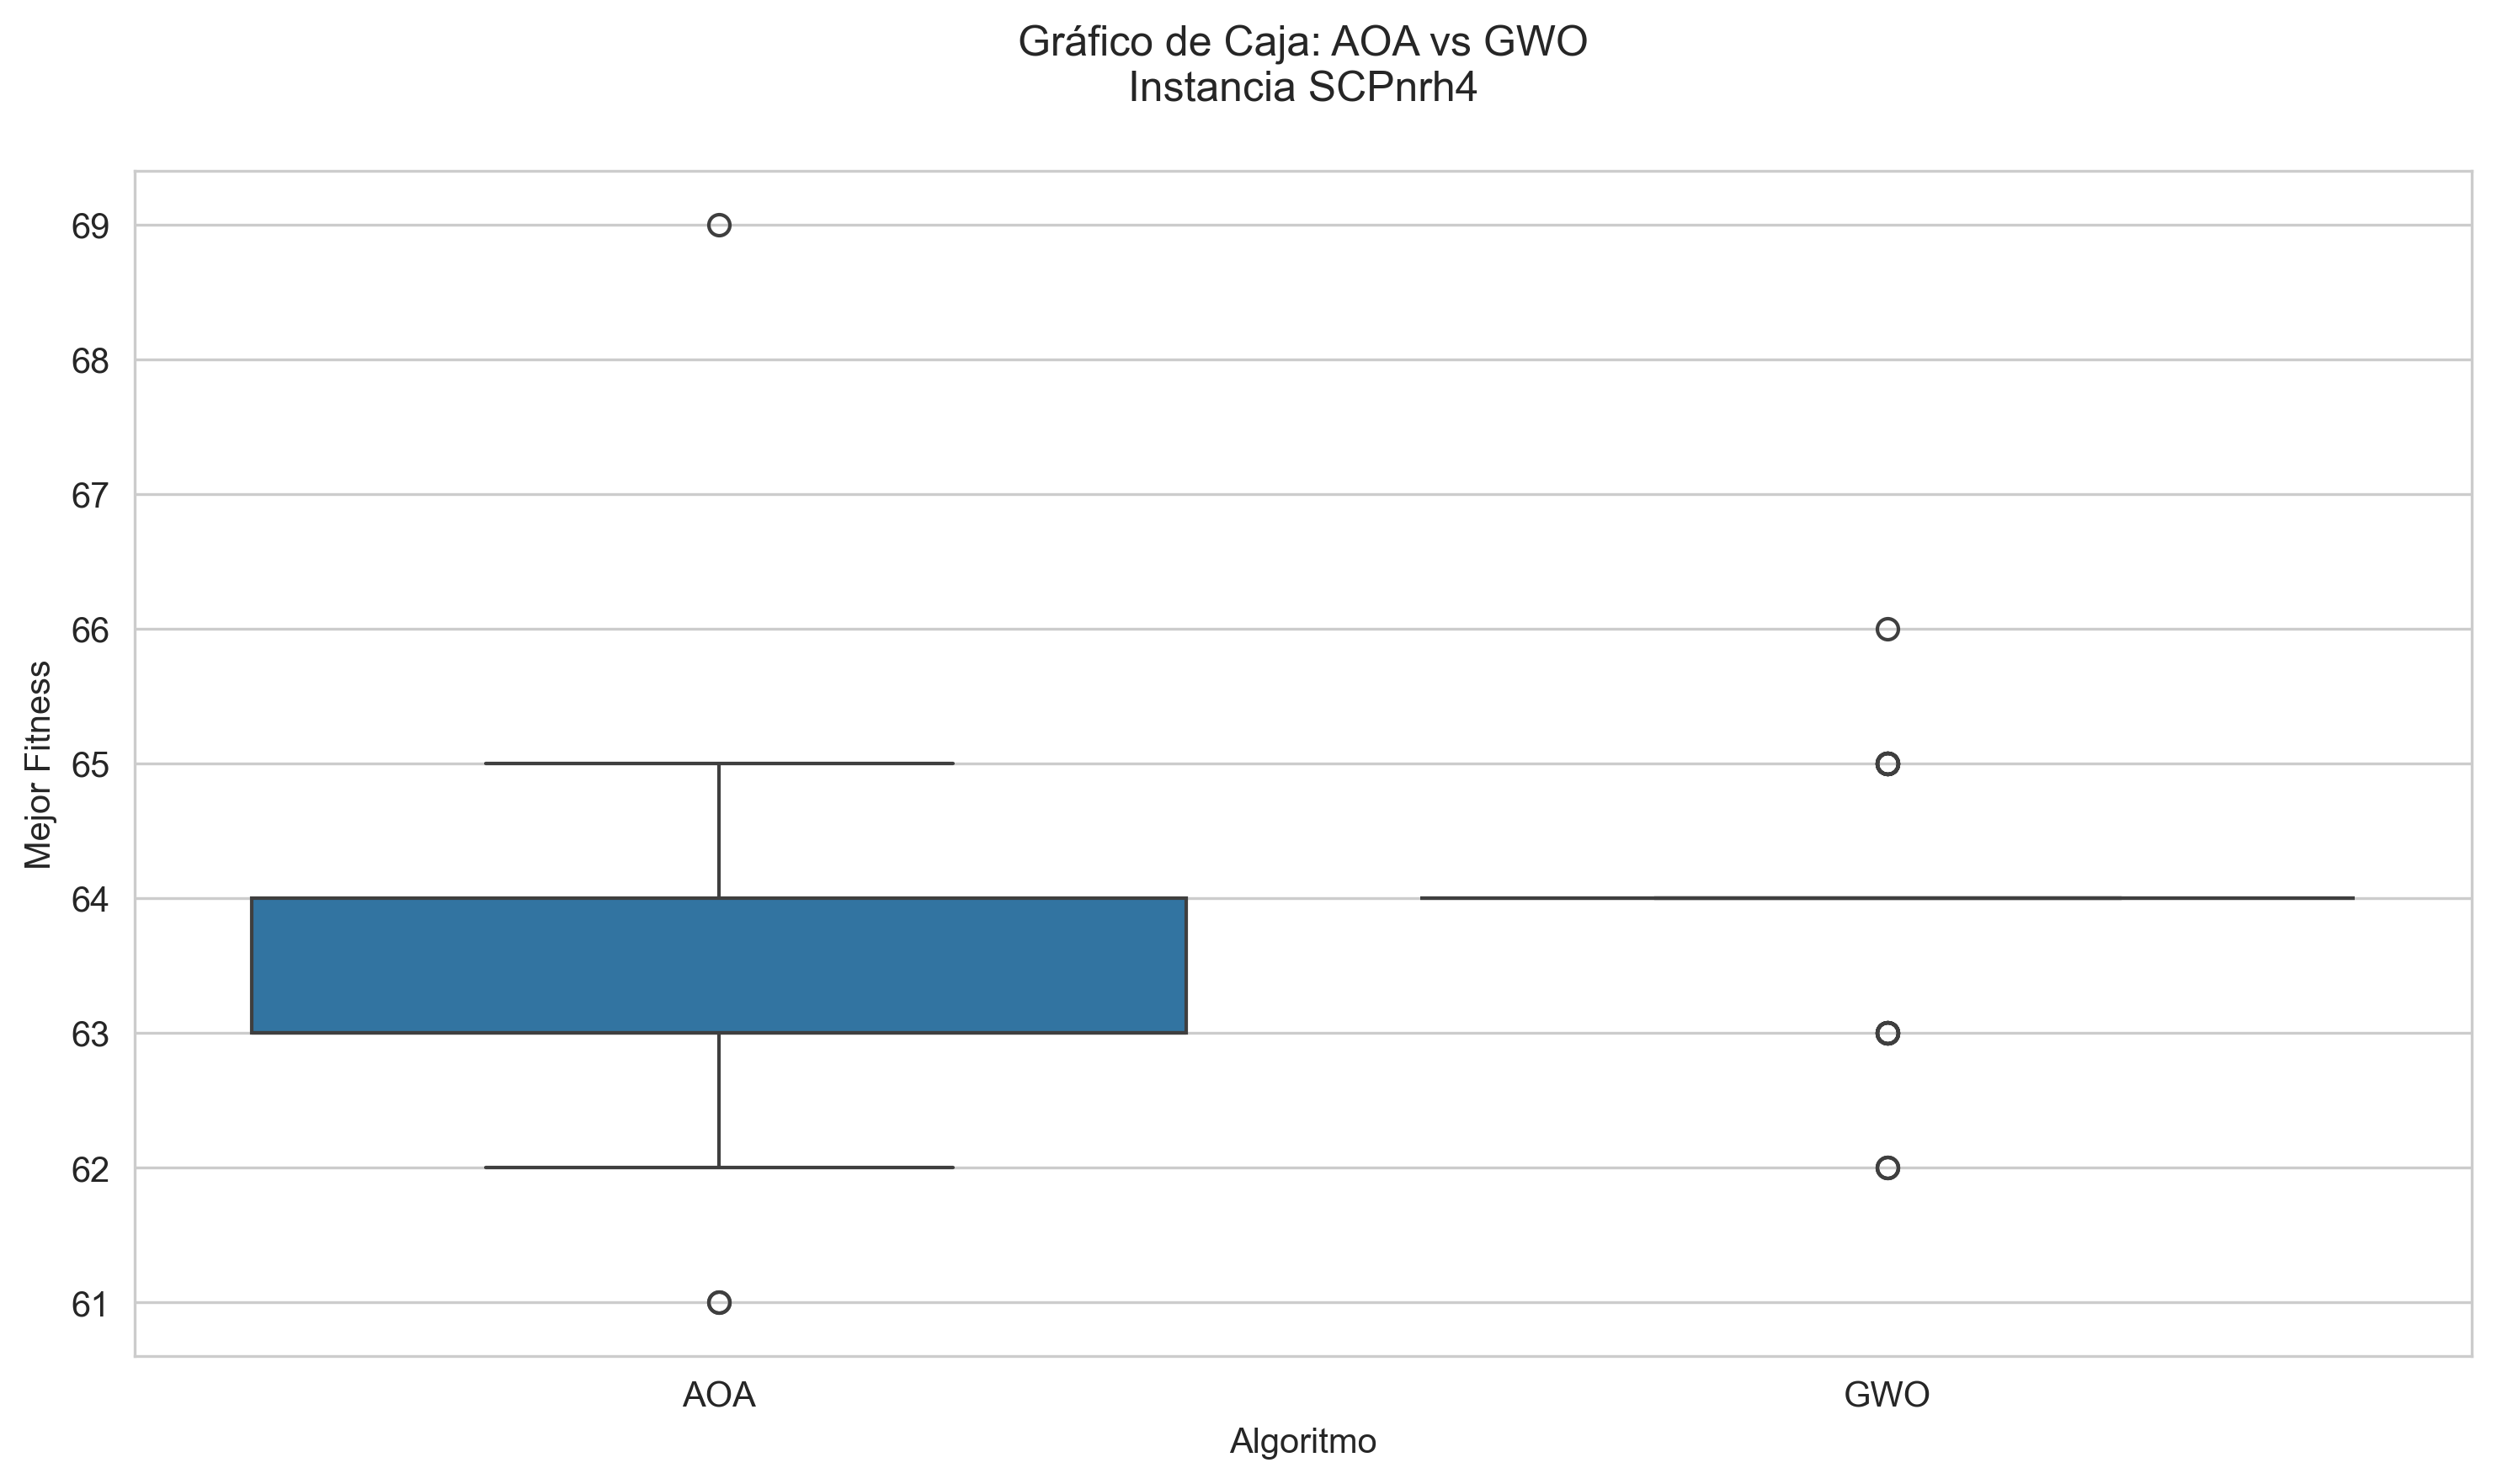 Gráfico de Caja: AOA vs GWO
Instancia SCPnrh4
Mejor Fitness
69
68
67
66
65
64
63
62
61
AOA
GWO
Algoritmo